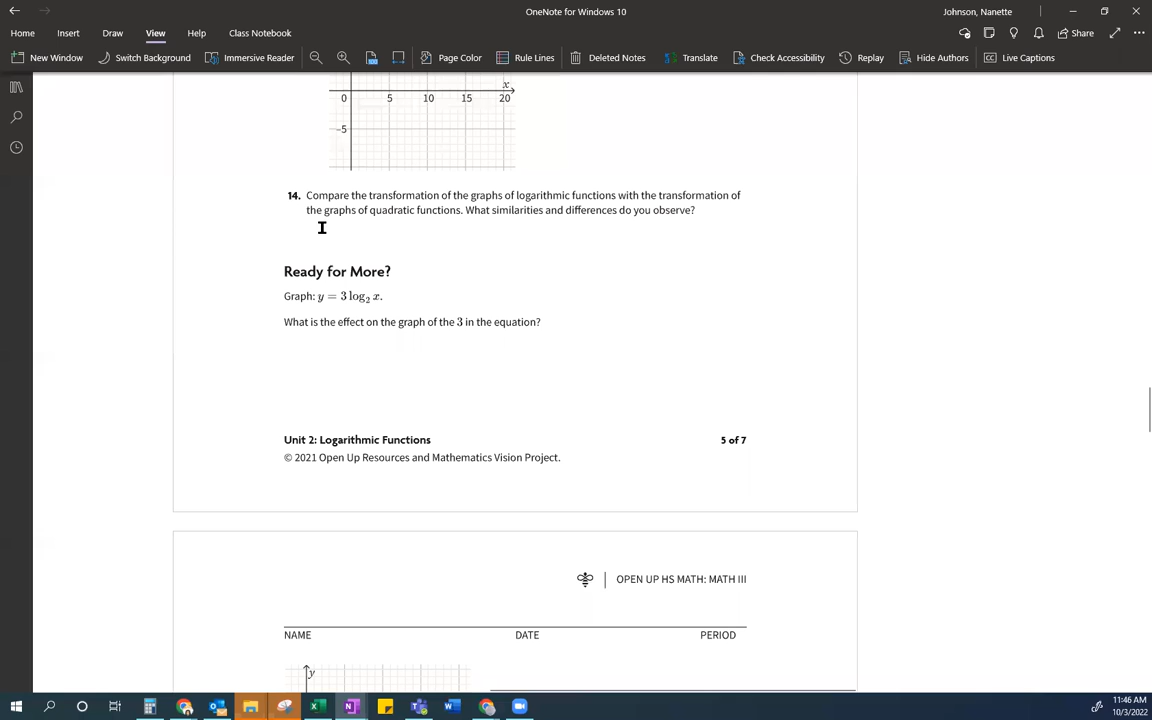 OneNote for Windows 10
Johnson, Nanette
Home Insert Draw View Help Class Notebook
Share
New Window Switch Background Immersive Reader 100 Page Color Rule Lines Deleted Notes Translate Check Accessibility Replay Hide Authors Live Captions
x
0 5 10 15 20
−5
14. Compare the transformation of the graphs of logarithmic functions with the transformation of
the graphs of quadratic functions. What similarities and differences do you observe?
Ready for More?
Graph: y = 3 log₂ x.
What is the effect on the graph of the 3 in the equation?
Unit 2: Logarithmic Functions 5 of 7
© 2021 Open Up Resources and Mathematics Vision Project.
OPEN UP HS MATH: MATH III
NAME DATE PERIOD
y
11:46 AM
10/3/2022